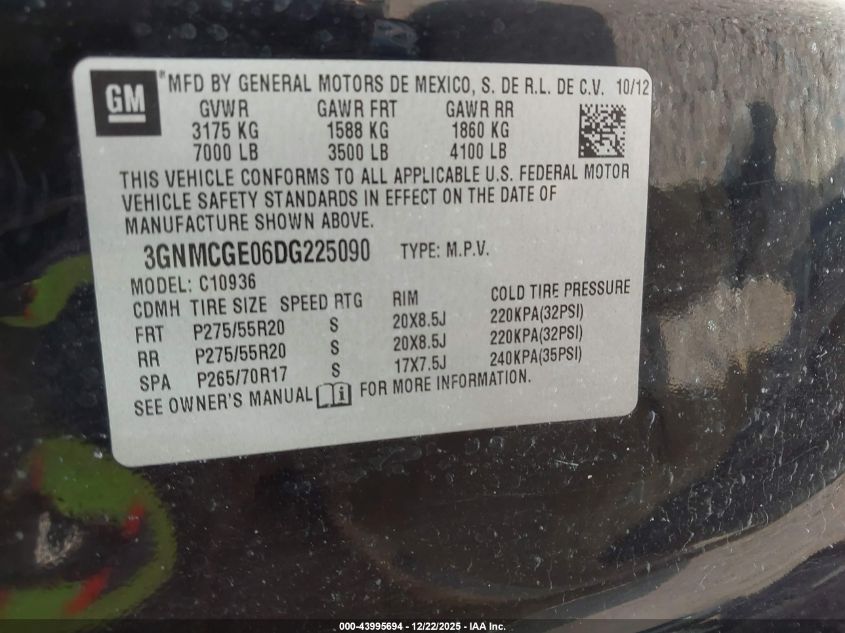 GM
® MFD BY GENERAL MOTORS DE MEXICO, S. DE R.L. DE C.V. 10/12
GVWR GAWR FRT GAWR RR
3175 KG 1588 KG 1860 KG
7000 LB 3500 LB 4100 LB
THIS VEHICLE CONFORMS TO ALL APPLICABLE U.S. FEDERAL MOTOR
VEHICLE SAFETY STANDARDS IN EFFECT ON THE DATE OF
MANUFACTURE SHOWN ABOVE.
3GNMCGE06DG225090 TYPE: M.P.V.
MODEL: C10936
CDMH TIRE SIZE SPEED RTG RIM COLD TIRE PRESSURE
FRT P275/55R20 S 20X8.5J 220KPA(32PSI)
RR P275/55R20 S 20X8.5J 220KPA(32PSI)
SPA P265/70R17 S 17X7.5J 240KPA(35PSI)
SEE OWNER'S MANUAL i FOR MORE INFORMATION.
000-43995694 - 12/22/2025 - IAA Inc.